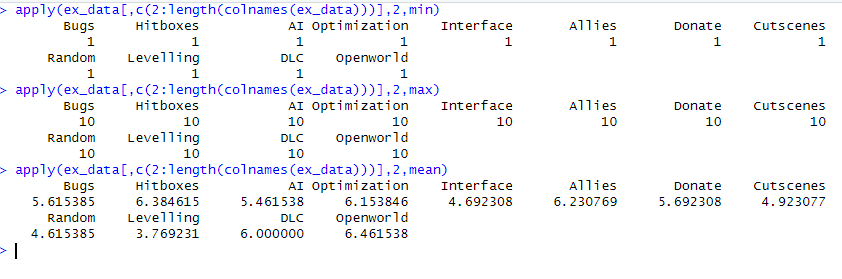 > apply(ex_data[,c(2:length(colnames(ex_data)))],2,min)
Bugs Hitboxes AI Optimization Interface Allies Donate Cutscenes
1 1 1 1 1 1 1 1
Random Levelling DLC Openworld
1 1 1 1
> apply(ex_data[,c(2:length(colnames(ex_data)))],2,max)
Bugs Hitboxes AI Optimization Interface Allies Donate Cutscenes
10 10 10 10 10 10 10 10
Random Levelling DLC Openworld
10 10 10 10
> apply(ex_data[,c(2:length(colnames(ex_data)))],2,mean)
Bugs Hitboxes AI Optimization Interface Allies Donate Cutscenes
5.615385 6.384615 5.461538 6.153846 4.692308 6.230769 5.692308 4.923077
Random Levelling DLC Openworld
4.615385 3.769231 6.000000 6.461538
>